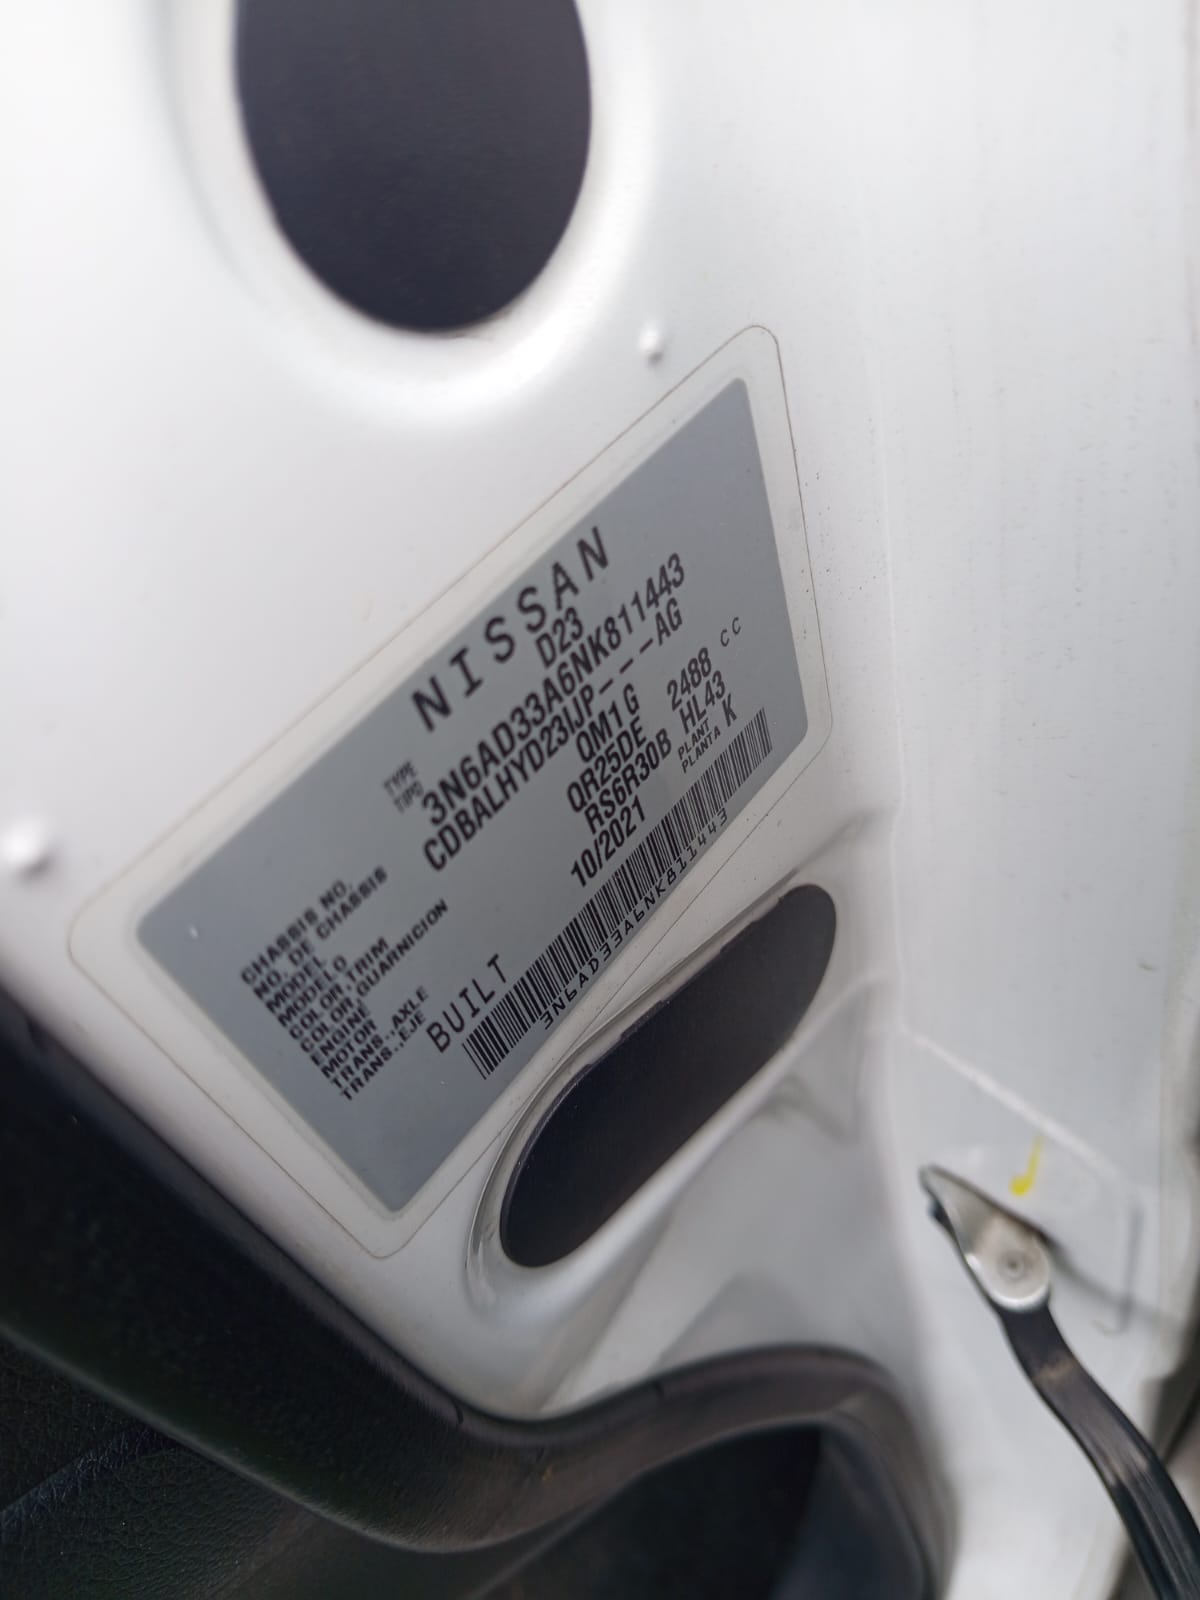 NISSAN
TYPE
TIPO D23
CHASSIS NO.
NO. DE CHASSIS 3N6AD33A6NK811443
MODEL
MODELO CDBALHYD23IJP---AG
COLOR,TRIM
COLOR,GUARNICION QM1 G
ENGINE
MOTOR QR25DE 2488 CC
TRANS.,AXLE
TRANS.,EJE RS6R30B HL43
BUILT 10/2021 PLANT
PLANTA K
3N6AD33A6NK811443